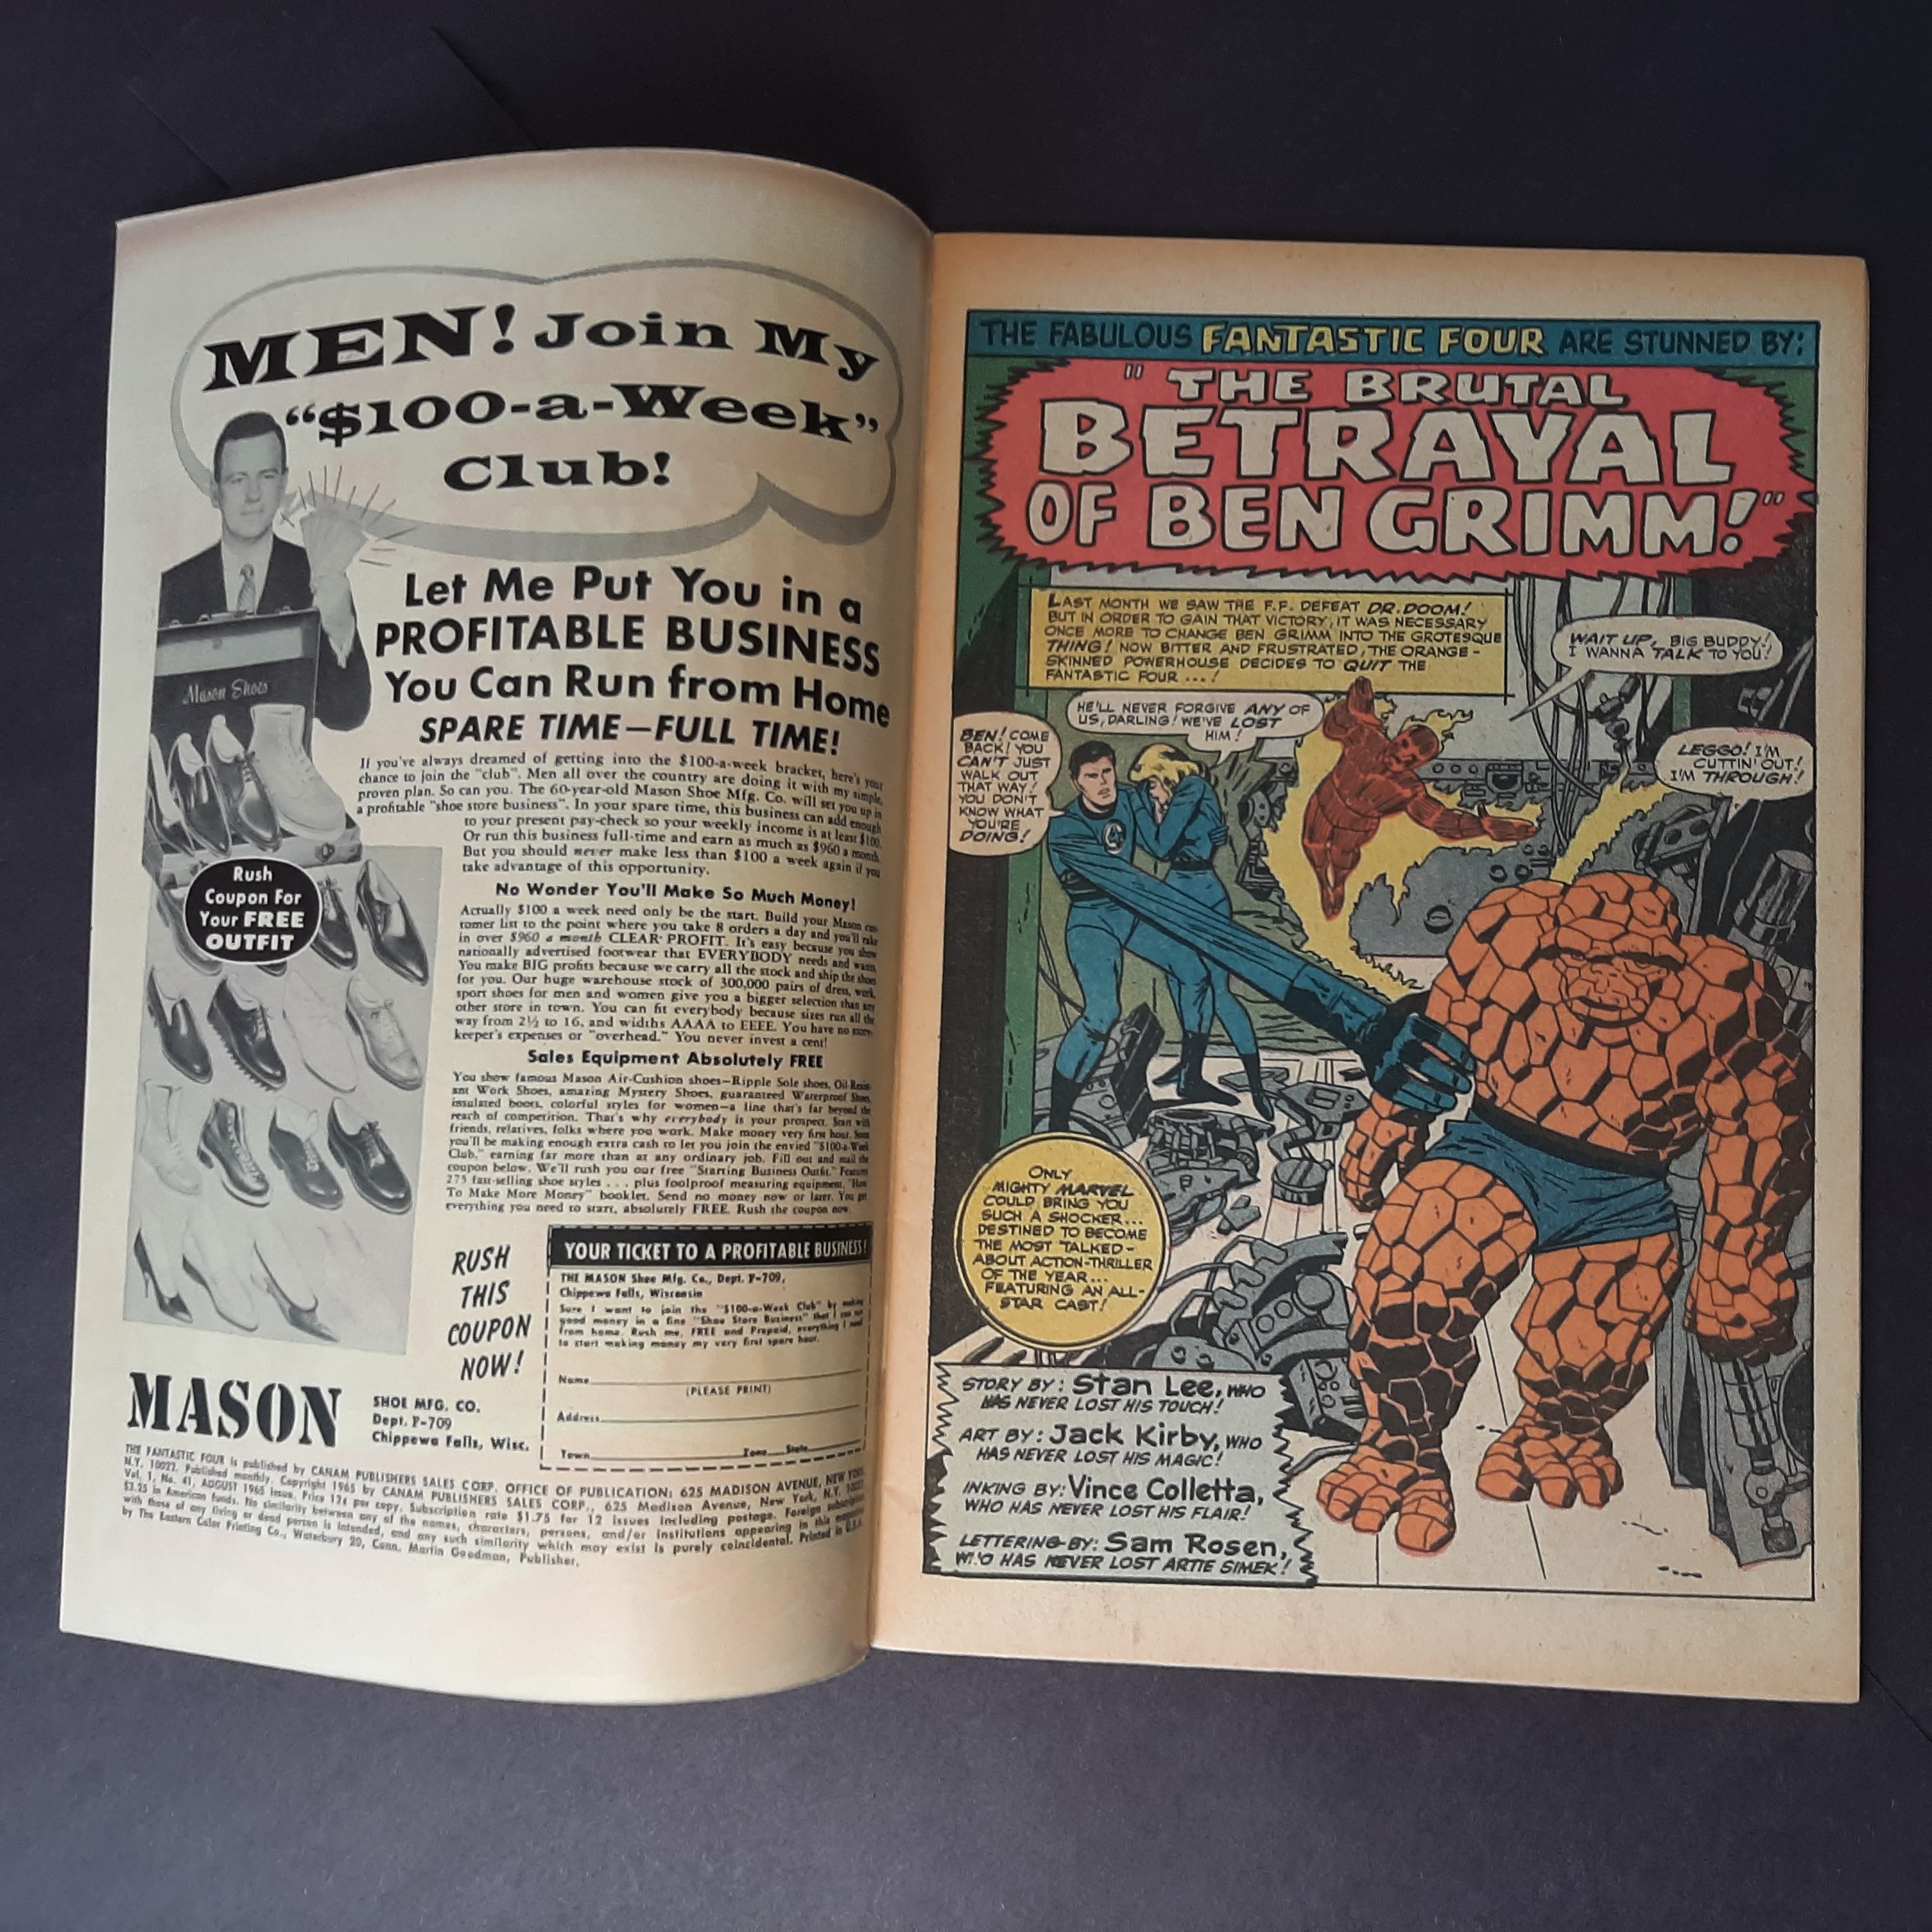 MEN! Join My
"$100-a-Week"
Club!
Mason Shoes
Let Me Put You in a
PROFITABLE BUSINESS
You Can Run from Home
SPARE TIME—FULL TIME!
If you've always dreamed of getting into the $100-a-week bracket, here's your
chance to join the "club". Men all over the country are doing it with my simple,
proven plan. So can you. The 60-year-old Mason Shoe Mfg. Co. will set you up in
a profitable "shoe store business". In your spare time, this business can add enough
to your present pay-check so your weekly income is at least $100.
Or run this business full-time and earn as much as $960 a month.
But you should never make less than $100 a week again if you
take advantage of this opportunity.
Rush
Coupon For
Your FREE
OUTFIT
No Wonder You'll Make So Much Money!
Actually $100 a week need only be the start. Build your Mason cus-
tomer list to the point where you take 8 orders a day and you'll rake
in over $960 a month CLEAR PROFIT. It's easy because you show
nationally advertised footwear that EVERYBODY needs and wants.
You make BIG profits because we carry all the stock and ship the shoes
for you. Our huge warehouse stock of 300,000 pairs of dress, work,
sport shoes for men and women give you a bigger selection than any
other store in town. You can fit everybody because sizes run all the
way from 2½ to 16, and widths AAAA to EEEE. You have no store-
keeper's expenses or "overhead." You never invest a cent!
Sales Equipment Absolutely FREE
You show famous Mason Air-Cushion shoes—Ripple Sole shoes, Oil-Resist-
ant Work Shoes, amazing Mystery Shoes, guaranteed Waterproof Shoes,
insulated boots, colorful styles for women—a line that's far beyond the
reach of competition. That's why everybody is your prospect. Start with
friends, relatives, folks where you work. Make money very first hour. Soon
you'll be making enough extra cash to let you join the envied "$100-a-Week
Club," earning far more than at any ordinary job. Fill out and mail the
coupon below. We'll rush you our free "Starting Business Outfit." Features
275 fast-selling shoe styles . . . plus foolproof measuring equipment, "How
To Make More Money" booklet. Send no money now or later. You get
everything you need to start, absolutely FREE. Rush the coupon now.
RUSH
THIS
COUPON
NOW!
YOUR TICKET TO A PROFITABLE BUSINESS!
THE MASON Shoe Mfg. Co., Dept. F-709,
Chippewa Falls, Wisconsin
Sure I want to join the "$100-a-Week Club" by making
good money in a fine "Shoe Store Business" that I can run
from home. Rush me, FREE and Prepaid, everything I need
to start making money my very first spare hour.
Name
(PLEASE PRINT)
Address
Town Zone State
MASON
SHOE MFG. CO.
Dept. F-709
Chippewa Falls, Wisc.
THE FANTASTIC FOUR is published by CANAM PUBLISHERS SALES CORP. OFFICE OF PUBLICATION: 625 MADISON AVENUE, NEW YORK,
N.Y. 10022. Published monthly. Copyright 1965 by CANAM PUBLISHERS SALES CORP., 625 Madison Avenue, New York, N.Y. 10022
Vol. 1, No. 41, AUGUST 1965 issue. Price 12¢ per copy. Subscription rate $1.75 for 12 issues including postage. Foreign subscription
$3.25 in American funds. No similarity between any of the names, characters, persons, and/or institutions appearing in this magazine
with those of any living or dead person is intended, and any such similarity which may exist is purely coincidental. Printed in U.S.A.
by The Eastern Color Printing Co., Waterbury 20, Conn. Martin Goodman, Publisher.
THE FABULOUS FANTASTIC FOUR ARE STUNNED BY:
"THE BRUTAL
BETRAYAL
OF BEN GRIMM!"
LAST MONTH WE SAW THE F.F. DEFEAT DR. DOOM!
BUT IN ORDER TO GAIN THAT VICTORY, IT WAS NECESSARY
ONCE MORE TO CHANGE BEN GRIMM INTO THE GROTESQUE
THING! NOW BITTER AND FRUSTRATED, THE ORANGE-
SKINNED POWERHOUSE DECIDES TO QUIT THE
FANTASTIC FOUR...!
WAIT UP, BIG BUDDY!
I WANNA TALK TO YOU!
HE'LL NEVER FORGIVE ANY OF
US, DARLING! WE'VE LOST
HIM!
BEN! COME
BACK! YOU
CAN'T JUST
WALK OUT
THAT WAY!
YOU DON'T
KNOW WHAT
YOU'RE
DOING!
4
LEGGO! I'M
CUTTIN' OUT!
I'M THROUGH!
ONLY
MIGHTY MARVEL
COULD BRING YOU
SUCH A SHOCKER...
DESTINED TO BECOME
THE MOST TALKED-
ABOUT ACTION-THRILLER
OF THE YEAR...
FEATURING AN ALL-
STAR CAST!
STORY BY: Stan Lee, WHO
HAS NEVER LOST HIS TOUCH!
ART BY: Jack Kirby, WHO
HAS NEVER LOST HIS MAGIC!
INKING BY: Vince Colletta,
WHO HAS NEVER LOST HIS FLAIR!
LETTERING BY: Sam Rosen,
WHO HAS NEVER LOST ARTIE SIMEK!